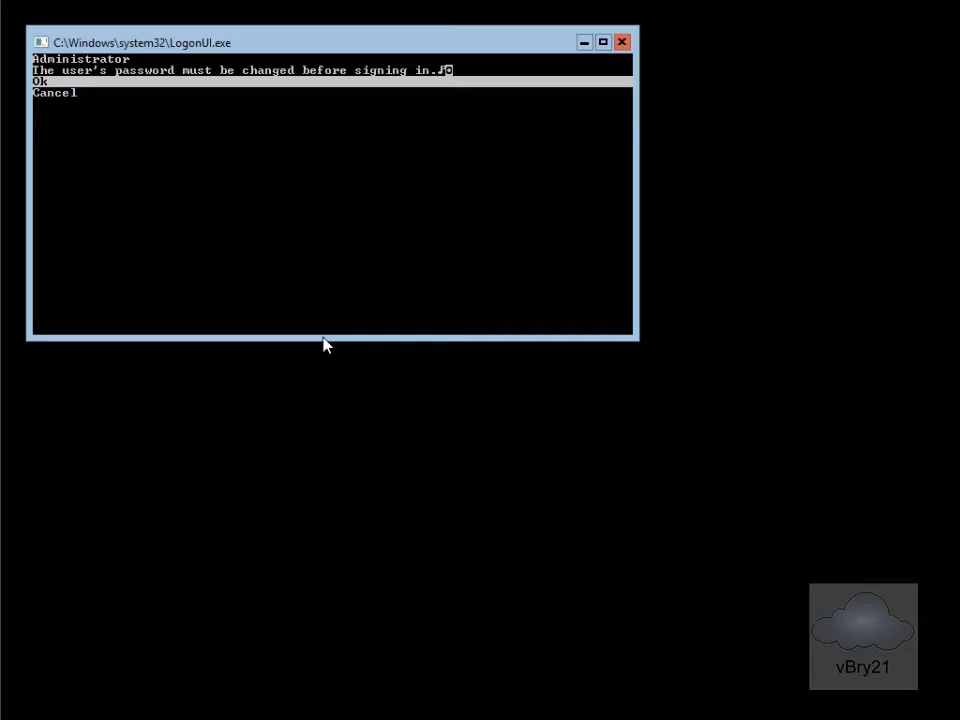 C:\Windows\system32\LogonUI.exe
Administrator
The user's password must be changed before signing in.♪◙
Ok
Cancel
vBry21